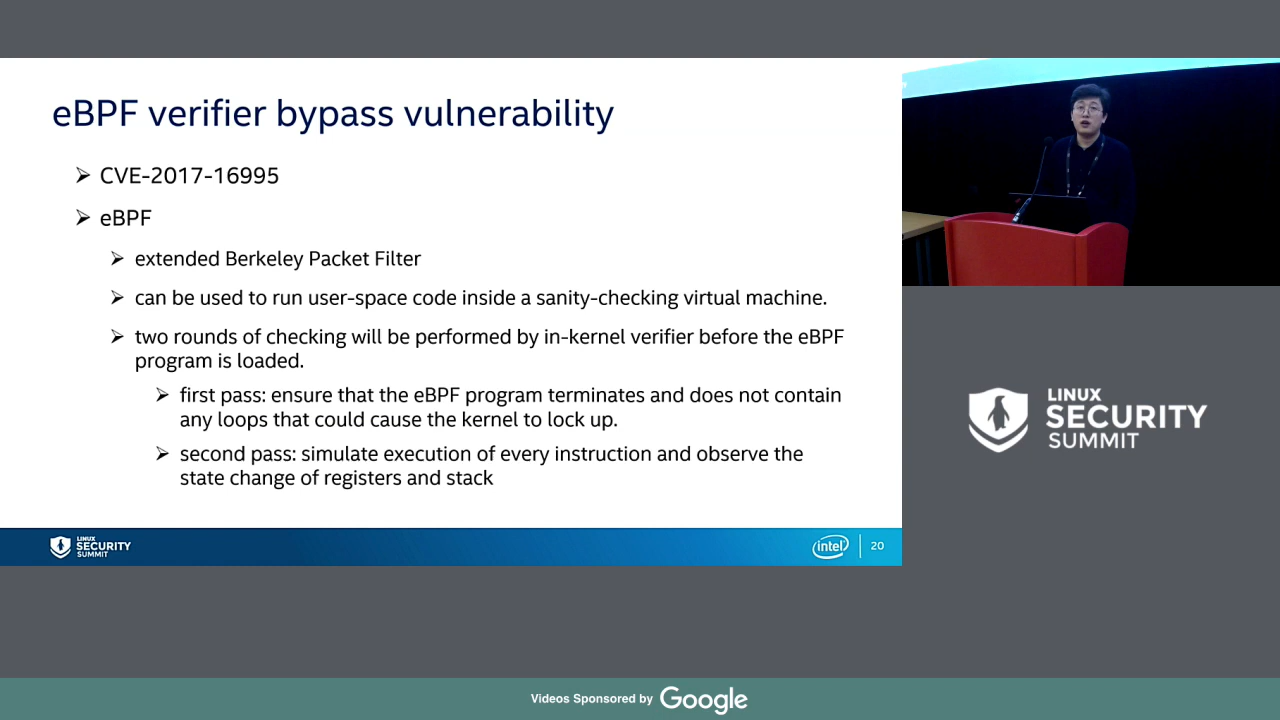 eBPF verifier bypass vulnerability
CVE-2017-16995
eBPF
extended Berkeley Packet Filter
can be used to run user-space code inside a sanity-checking virtual machine.
two rounds of checking will be performed by in-kernel verifier before the eBPF
program is loaded.
first pass: ensure that the eBPF program terminates and does not contain
any loops that could cause the kernel to lock up.
second pass: simulate execution of every instruction and observe the
state change of registers and stack
LINUX
SECURITY
SUMMIT
intel
20
LINUX
SECURITY
SUMMIT
Videos Sponsored by Google